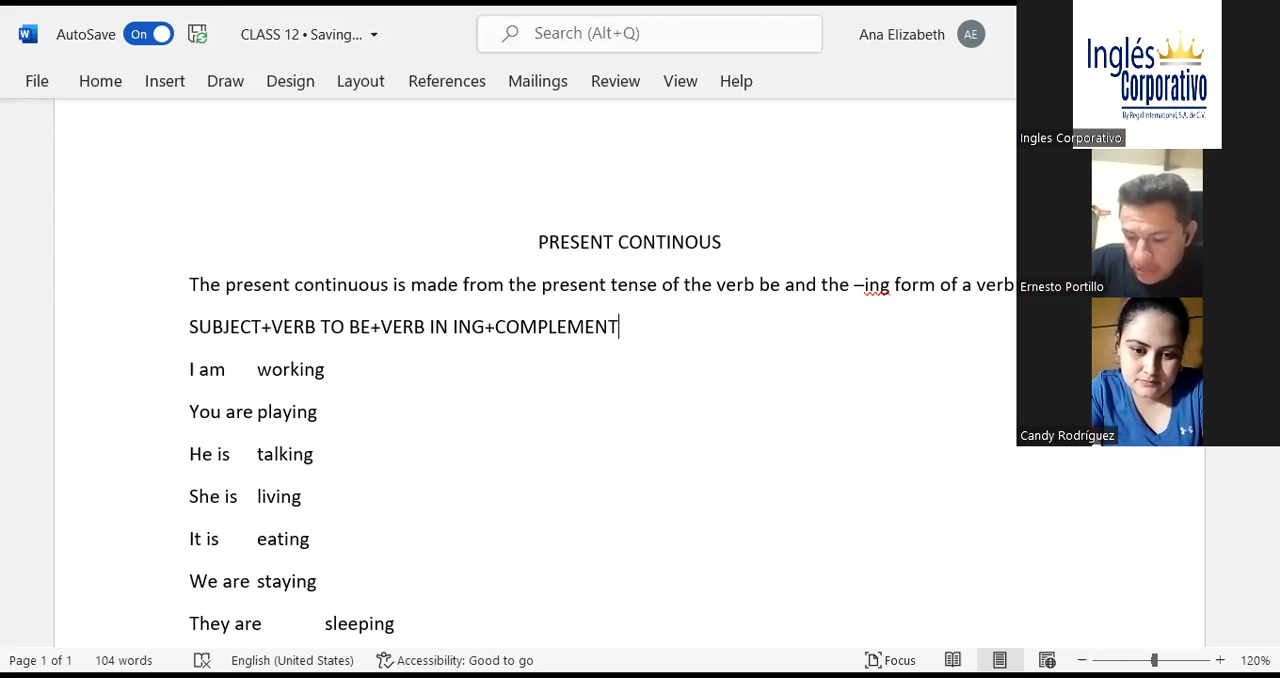 AutoSave On CLASS 12 • Saving... Search (Alt+Q) Ana Elizabeth AE
File Home Insert Draw Design Layout References Mailings Review View Help
Inglés
Corporativo
By Regal International, S.A. de C.V.
Ingles Corporativo
PRESENT CONTINOUS
The present continuous is made from the present tense of the verb be and the –ing form of a verb
Ernesto Portillo
SUBJECT+VERB TO BE+VERB IN ING+COMPLEMENT
I am working
You are playing
Candy Rodríguez
He is talking
She is living
It is eating
We are staying
They are sleeping
Page 1 of 1 104 words English (United States) Accessibility: Good to go Focus 120%